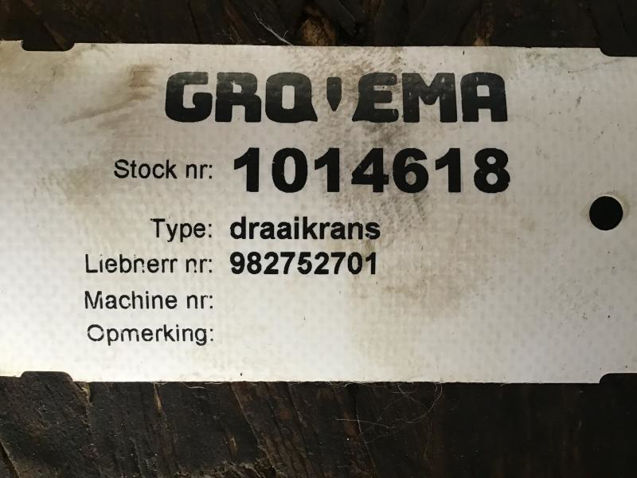 GROVEMA
Stock nr: 1014618
Type: draaikrans
Liebherr nr: 982752701
Machine nr:
Opmerking: